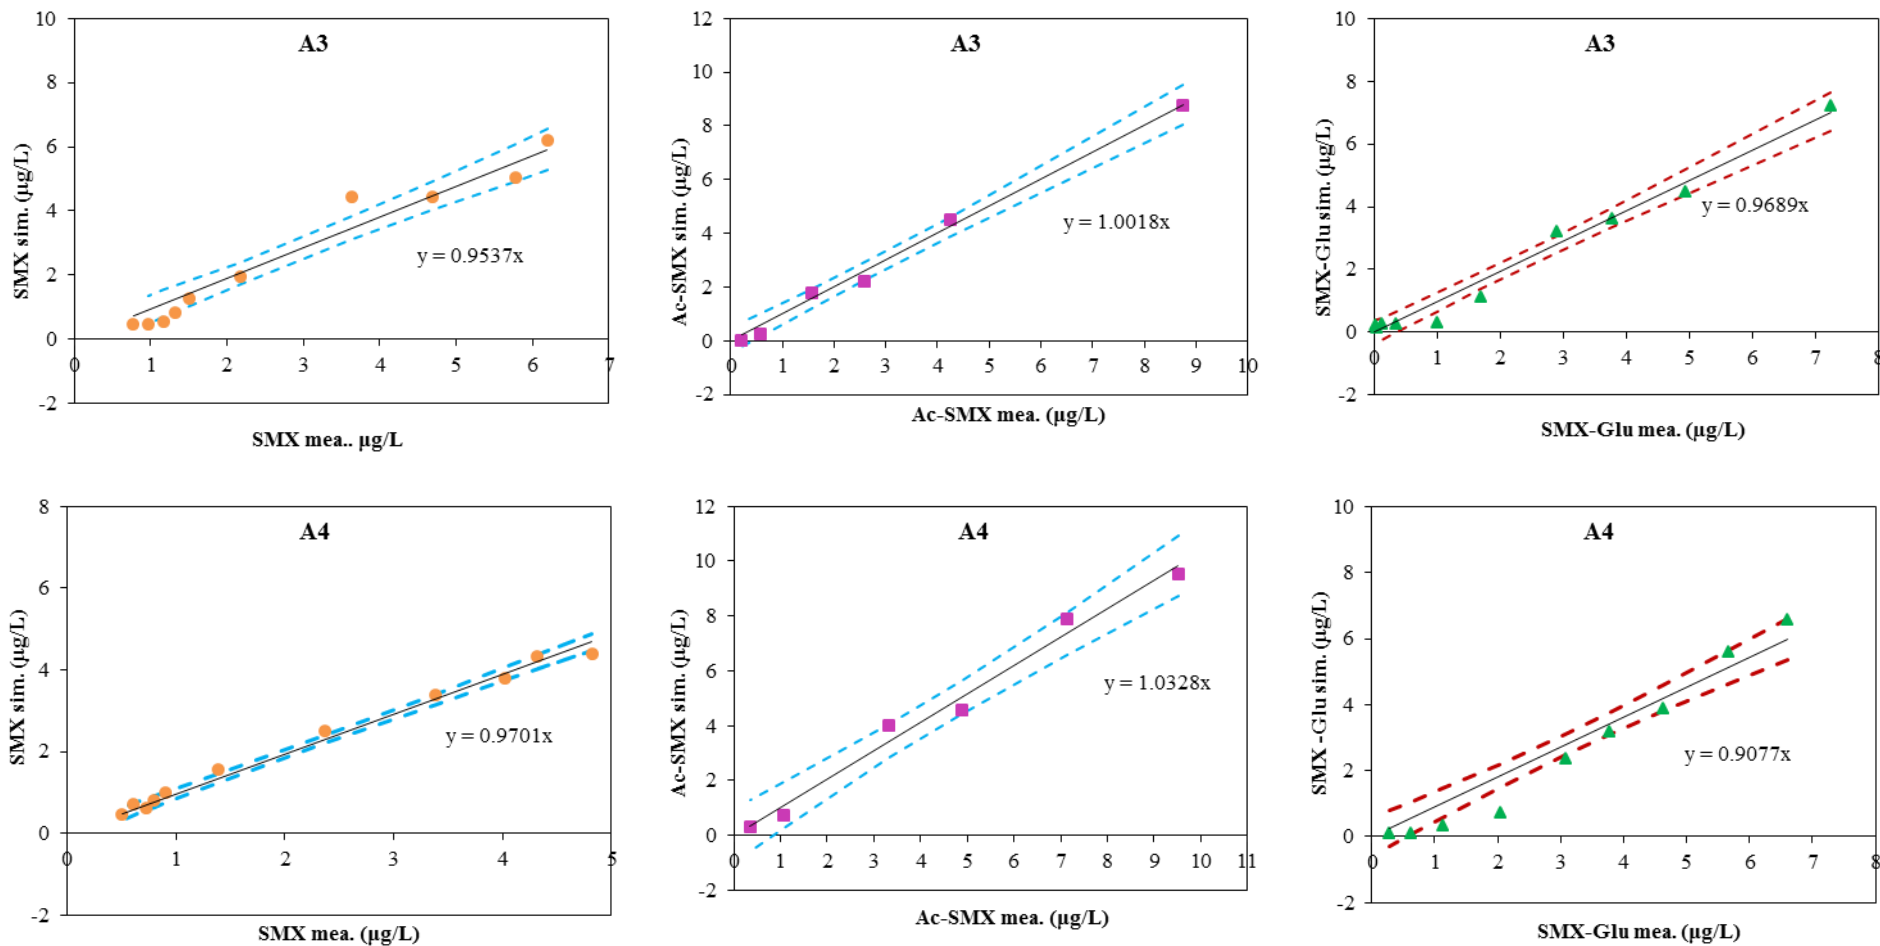 A3
SMX sim. (µg/L)
10
8
6
4
2
0
-2
0 1 2 3 4 5 6 7
y = 0.9537x
SMX mea.. µg/L
A3
Ac-SMX sim. (µg/L)
12
10
8
6
4
2
0
-2
0 1 2 3 4 5 6 7 8 9 10
y = 1.0018x
Ac-SMX mea. (µg/L)
A3
SMX-Glu sim. (µg/L)
10
8
6
4
2
0
-2
0 1 2 3 4 5 6 7 8
y = 0.9689x
SMX-Glu mea. (µg/L)
A4
SMX sim. (µg/L)
8
6
4
2
0
-2
0 1 2 3 4 5
y = 0.9701x
SMX mea. (µg/L)
A4
Ac-SMX sim. (µg/L)
12
10
8
6
4
2
0
-2
0 1 2 3 4 5 6 7 8 9 10 11
y = 1.0328x
Ac-SMX mea. (µg/L)
A4
SMX -Glu sim. (µg/L)
10
8
6
4
2
0
-2
0 1 2 3 4 5 6 7 8
y = 0.9077x
SMX-Glu mea. (µg/L)